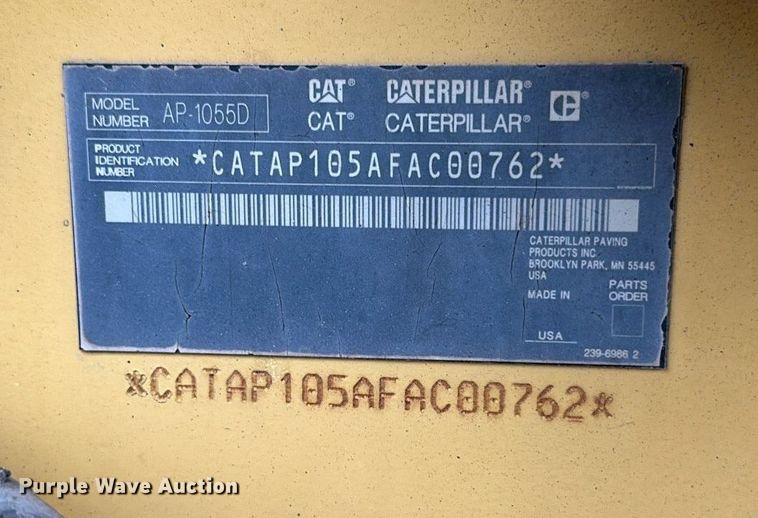 MODEL NUMBER AP-1055D
CAT® CATERPILLAR®
CAT® CATERPILLAR®
PRODUCT
IDENTIFICATION
NUMBER
*CATAP105AFAC00762*
CATERPILLAR PAVING
PRODUCTS INC.
BROOKLYN PARK, MN 55445
USA
MADE IN
USA
PARTS
ORDER
239-6986 2
*CATAP105AFAC00762*
Purple Wave Auction